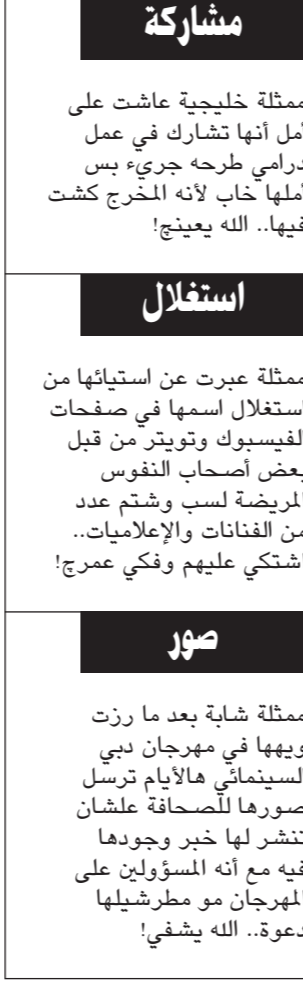 مشاركة
ممثلة خليجية عاشت على
أمل أنها تشارك في عمل
درامي طرحه جريء بس
أملها خاب لأنه المخرج كشت
فيها.. الله يعينچ!
استغلال
ممثلة عبرت عن استيائها من
استغلال اسمها في صفحات
الفيسبوك وتويتر من قبل
بعض أصحاب النفوس
المريضة لسب وشتم عدد
من الفنانات والإعلاميات..
اشتكي عليهم وفكي عمرچ!
صور
ممثلة شابة بعد ما رزت
ويهها في مهرجان دبي
السينمائي هالأيام ترسل
صورها للصحافة علشان
تنشر لها خبر وجودها
فيه مع أنه المسؤولين على
المهرجان مو مطرشيلها
دعوة.. الله يشفي!